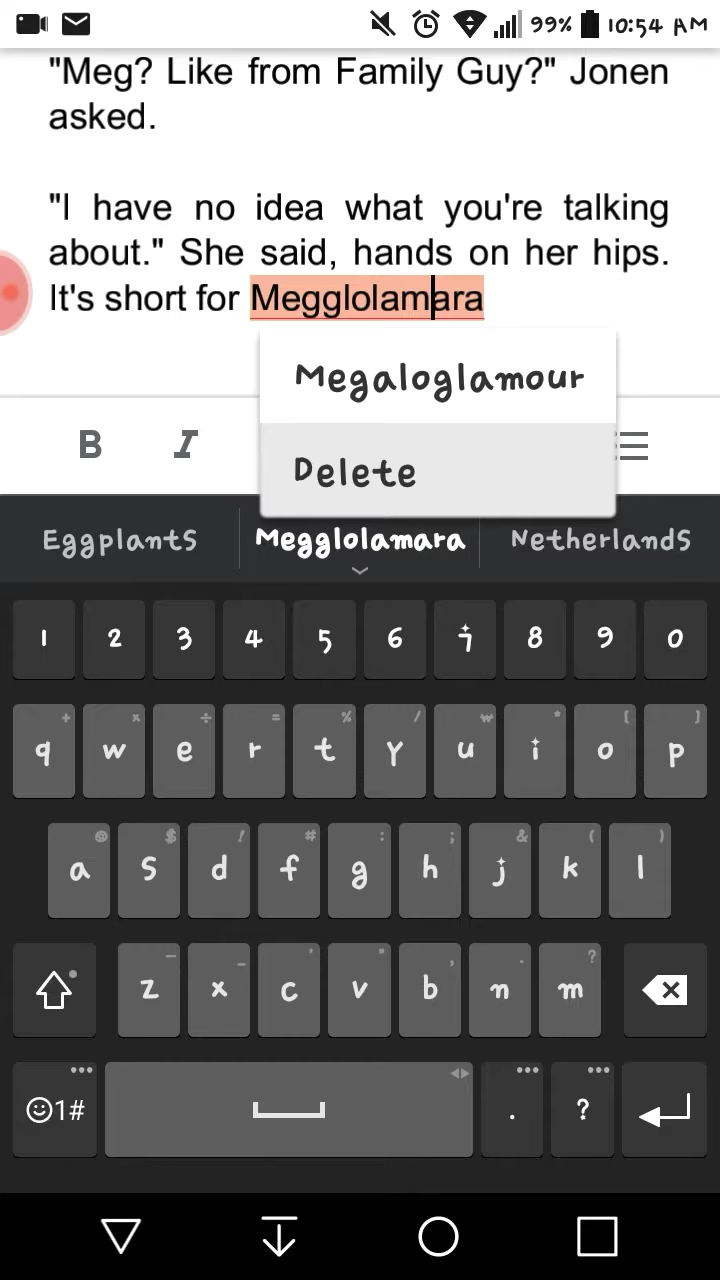 99% 10:54 AM
"Meg? Like from Family Guy?" Jonen
asked.
"I have no idea what you're talking
about." She said, hands on her hips.
It's short for Megglolamara
Megaloglamour
Delete
B I
Eggplants Megglolamara Netherlands
1 2 3 4 5 6 7 8 9 0
+ × ÷ = % / ₩ * [ ]
q w e r t y u i o p
@ $ ! # : ; & ( )
a s d f g h j k l
- _ ' " , . ?
z x c v b n m
1# . ?